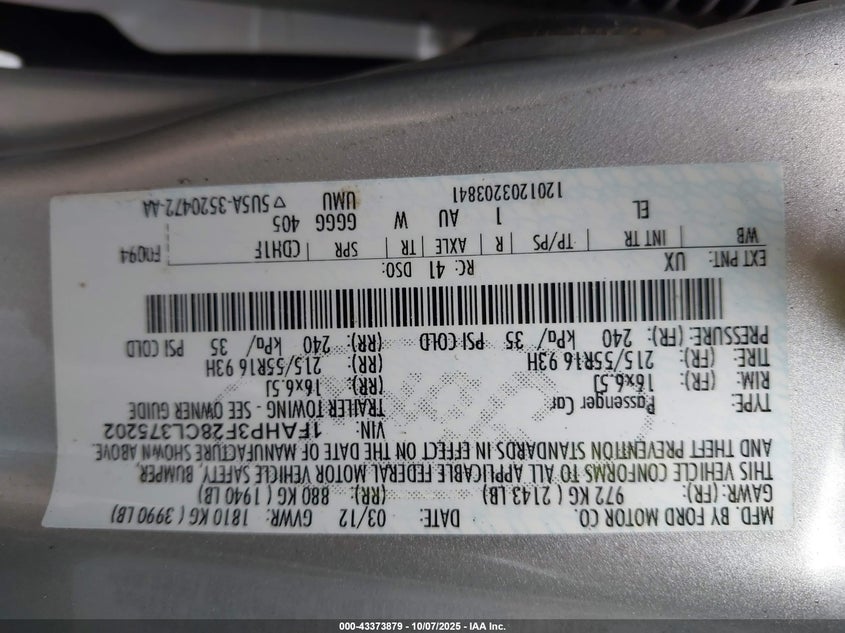 MFD. BY FORD MOTOR CO.
DATE: 03/12 GVWR: 1810 KG ( 3990 LB)
GAWR: (FR): 972 KG ( 2143 LB) (RR): 880 KG ( 1940 LB)
THIS VEHICLE CONFORMS TO ALL APPLICABLE FEDERAL MOTOR VEHICLE SAFETY, BUMPER,
AND THEFT PREVENTION STANDARDS IN EFFECT ON THE DATE OF MANUFACTURE SHOWN ABOVE.
VIN: 1FAHP3F28CL375202
TYPE: Passenger Car TRAILER TOWING - SEE OWNER GUIDE
RIM: (FR): 16x6.5J (RR): 16x6.5J
TIRE: (FR): 215/55R16 93H (RR): 215/55R16 93H
PRESSURE: (FR): 240 kPa/ 35 PSI COLD (RR): 240 kPa/ 35 PSI COLD
EXT PNT: UX RC: 41 DSO: F0094
WB INT TR TP/PS R AXLE TR SPR CDH1F
EL 1 AU W GGGG 405
1201203203841 UMU ▽ 5U5A-3520472-AA
000-43373879 - 10/07/2025 - IAA Inc.